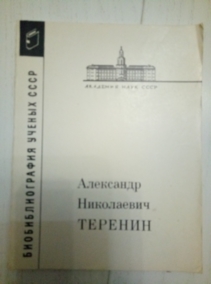 БИОБИБЛИОГРАФИЯ УЧЕНЫХ СССР
АКАДЕМИЯ НАУК СССР
Александр
Николаевич
ТЕРЕНИН